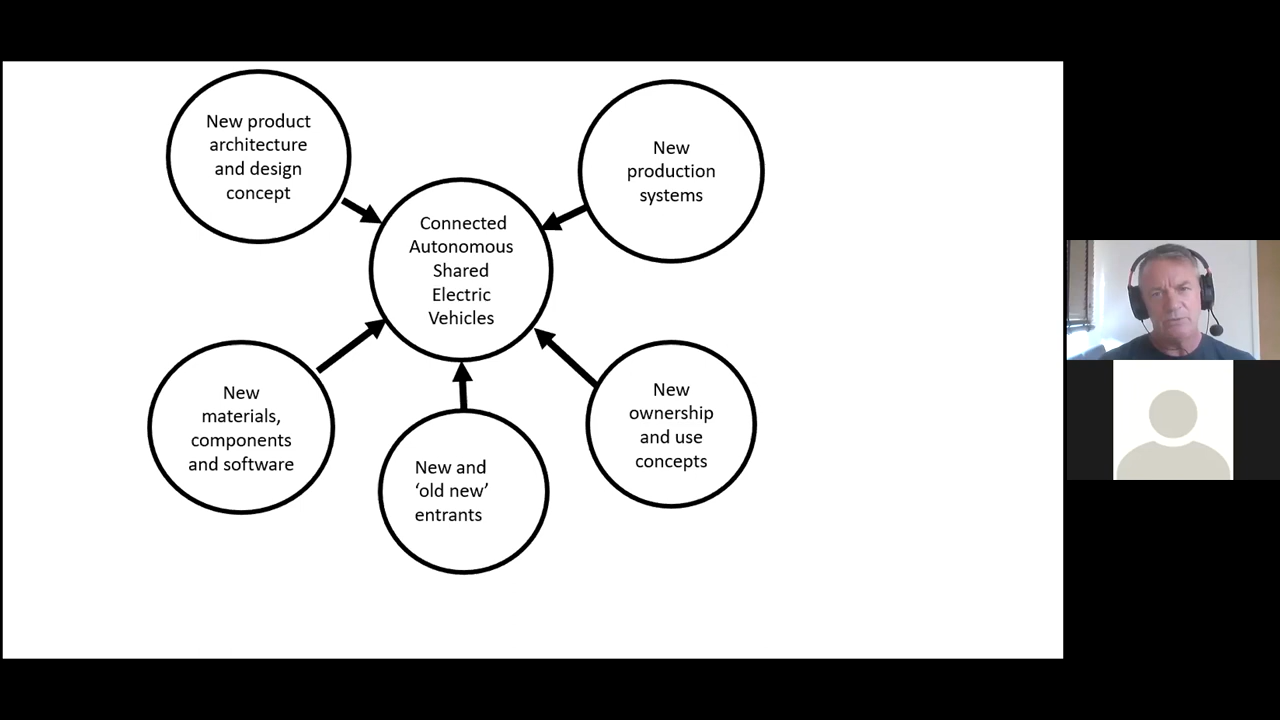 New product
architecture
and design
concept
New
production
systems
Connected
Autonomous
Shared
Electric
Vehicles
New
materials,
components
and software
New and
‘old new’
entrants
New
ownership
and use
concepts